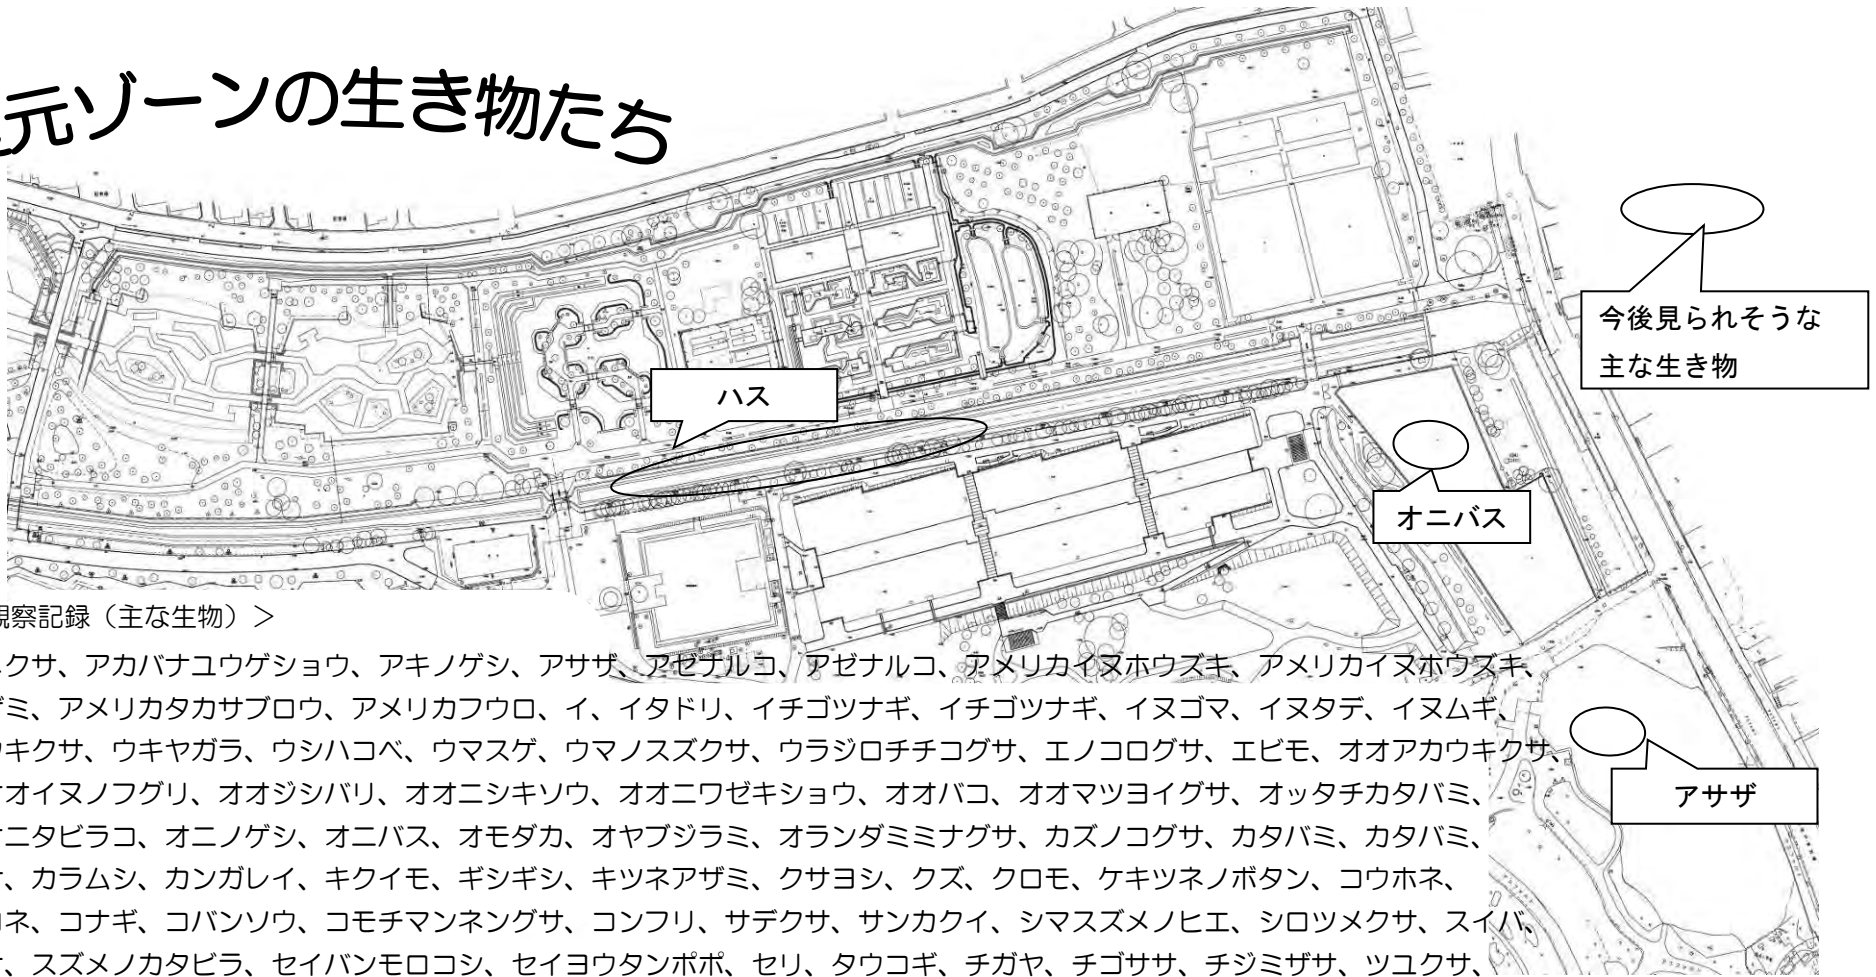 元ゾーンの生き物たち
今後見られそうな
主な生き物
ハス
オニバス
アサザ
観察記録（主な生物）＞
クサ、アカバナユウゲショウ、アキノゲシ、アサザ、アゼナルコ、アゼナルコ、アメリカイヌホウズキ、アメリカイヌホウズキ、
ミ、アメリカタカサブロウ、アメリカフウロ、イ、イタドリ、イチゴツナギ、イチゴツナギ、イヌゴマ、イヌタデ、イヌムギ、
ウキクサ、ウキヤガラ、ウシハコベ、ウマスゲ、ウマノスズクサ、ウラジロチチコグサ、エノコログサ、エビモ、オオアカウキクサ、
オオイヌノフグリ、オオジシバリ、オオニシキソウ、オオニワゼキショウ、オオバコ、オオマツヨイグサ、オッタチカタバミ、
オニタビラコ、オニノゲシ、オニバス、オモダカ、オヤブジラミ、オランダミミナグサ、カズノコグサ、カタバミ、カタバミ、
、カラムシ、カンガレイ、キクイモ、ギシギシ、キツネアザミ、クサヨシ、クズ、クロモ、ケキツネノボタン、コウホネ、
ネ、コナギ、コバンソウ、コモチマンネングサ、コンフリ、サデクサ、サンカクイ、シマスズメノヒエ、シロツメクサ、スイバ、
、スズメノカタビラ、セイバンモロコシ、セイヨウタンポポ、セリ、タウコギ、チガヤ、チゴササ、チジミザサ、ツユクサ、